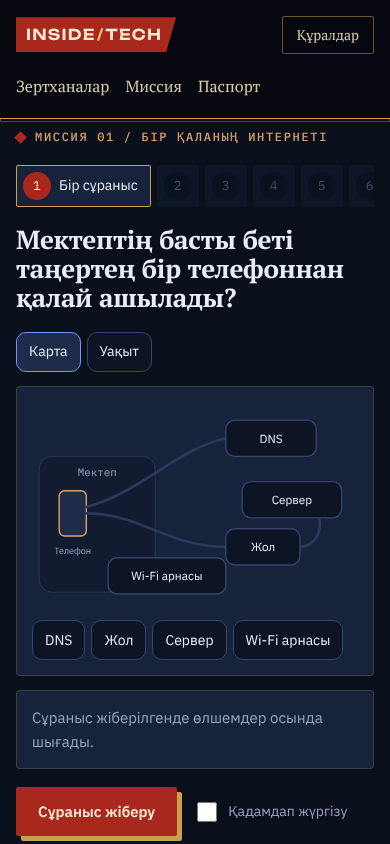 INSIDE/TECH
Құралдар
Зертханалар Миссия Паспорт
МИССИЯ 01 / БІР ҚАЛАНЫҢ ИНТЕРНЕТІ
1 Бір сұраныс 2 3 4 5 6
Мектептің басты беті
таңертең бір телефоннан
қалай ашылады?
Карта Уақыт
DNS
Мектеп
Сервер
Жол
Телефон
Wi-Fi арнасы
DNS Жол Сервер Wi-Fi арнасы
Сұраныс жіберілгенде өлшемдер осында
шығады.
Сұраныс жіберу Қадамдап жүргізу